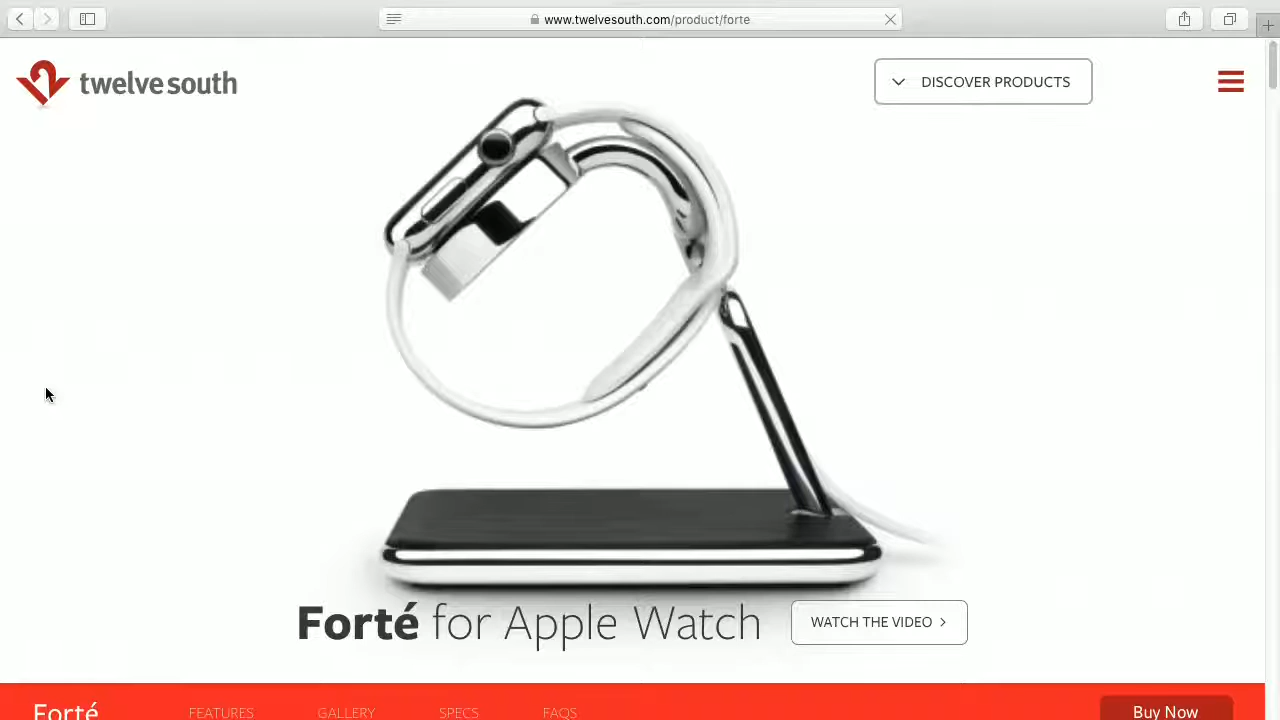 www.twelvesouth.com/product/forte
twelve south
DISCOVER PRODUCTS
Forté for Apple Watch
WATCH THE VIDEO
Forté
FEATURES
GALLERY
SPECS
FAQS
Buy Now